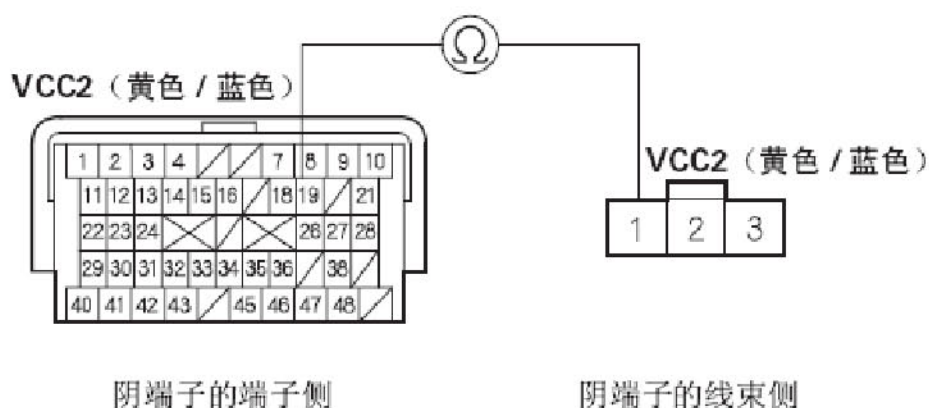 Ω
VCC2（黄色 / 蓝色）
1 2 3 4 7 8 9 10
VCC2（黄色 / 蓝色）
11 12 13 14 15 16 18 19 21
1 2 3
22 23 24 26 27 28
29 30 31 32 33 34 35 36 38
40 41 42 43 45 46 47 48
阴端子的端子侧 阴端子的线束侧